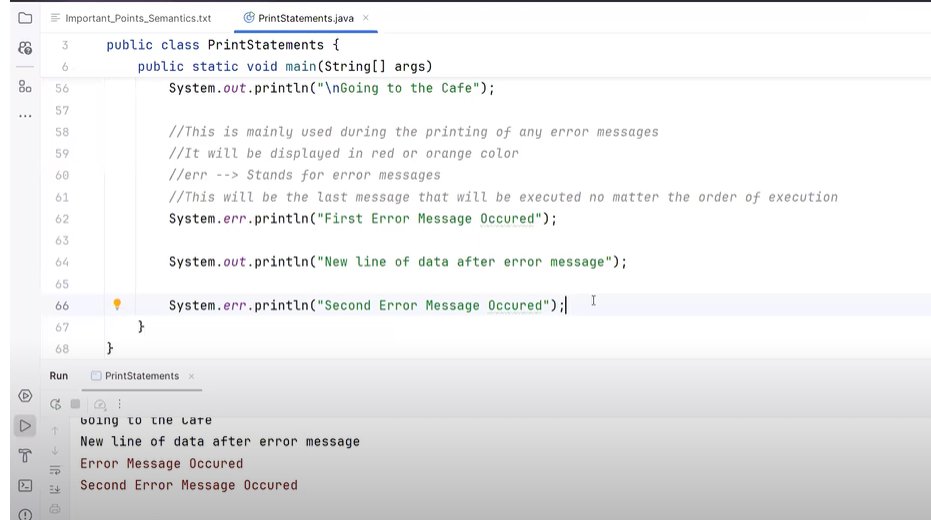 Important_Points_Semantics.txt
PrintStatements.java
3 public class PrintStatements {
6 public static void main(String[] args)
56 System.out.println("\nGoing to the Cafe");
57
58 //This is mainly used during the printing of any error messages
59 //It will be displayed in red or orange color
60 //err --> Stands for error messages
61 //This will be the last message that will be executed no matter the order of execution
62 System.err.println("First Error Message Occured");
63
64 System.out.println("New line of data after error message");
65
66 System.err.println("Second Error Message Occured");
67 }
68 }
Run PrintStatements
Going to the Cafe
New line of data after error message
Error Message Occured
Second Error Message Occured